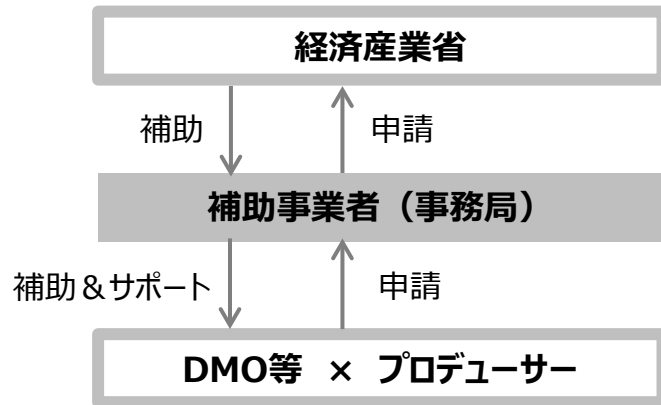 経済産業省
補助 申請
補助事業者（事務局）
補助＆サポート 申請
DMO等 × プロデューサー